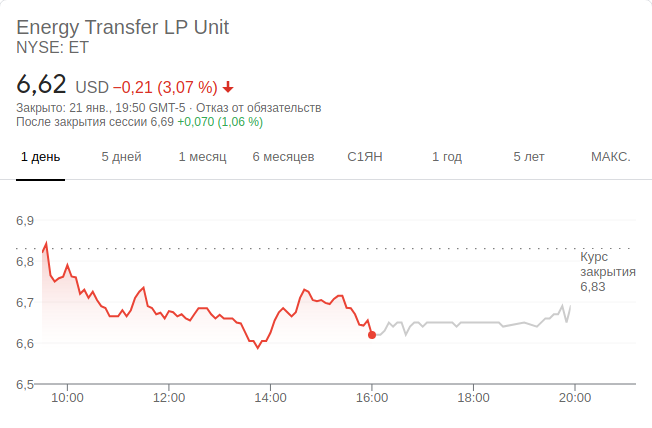 Energy Transfer LP Unit
NYSE: ET
6,62 USD −0,21 (3,07 %)
Закрыто: 21 янв., 19:50 GMT-5 · Отказ от обязательств
После закрытия сессии 6,69 +0,070 (1,06 %)
1 день 5 дней 1 месяц 6 месяцев С1ЯН 1 год 5 лет МАКС.
6,9
6,8
6,7
6,6
6,5
Курс
закрытия
6,83
10:00 12:00 14:00 16:00 18:00 20:00